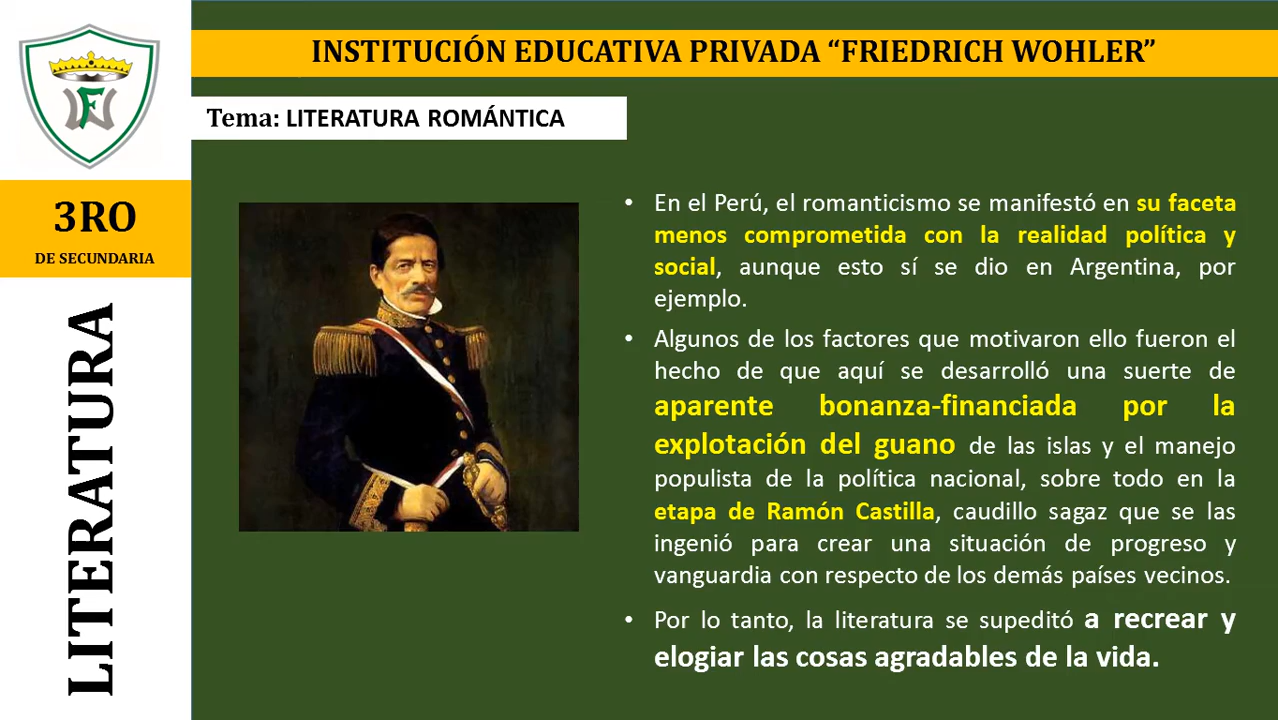 INSTITUCIÓN EDUCATIVA PRIVADA “FRIEDRICH WOHLER”
Tema: LITERATURA ROMÁNTICA
F
3RO
DE SECUNDARIA
LITERATURA
• En el Perú, el romanticismo se manifestó en su faceta
menos comprometida con la realidad política y
social, aunque esto sí se dio en Argentina, por
ejemplo.
• Algunos de los factores que motivaron ello fueron el
hecho de que aquí se desarrolló una suerte de
aparente bonanza-financiada por la
explotación del guano de las islas y el manejo
populista de la política nacional, sobre todo en la
etapa de Ramón Castilla, caudillo sagaz que se las
ingenió para crear una situación de progreso y
vanguardia con respecto de los demás países vecinos.
• Por lo tanto, la literatura se supeditó a recrear y
elogiar las cosas agradables de la vida.